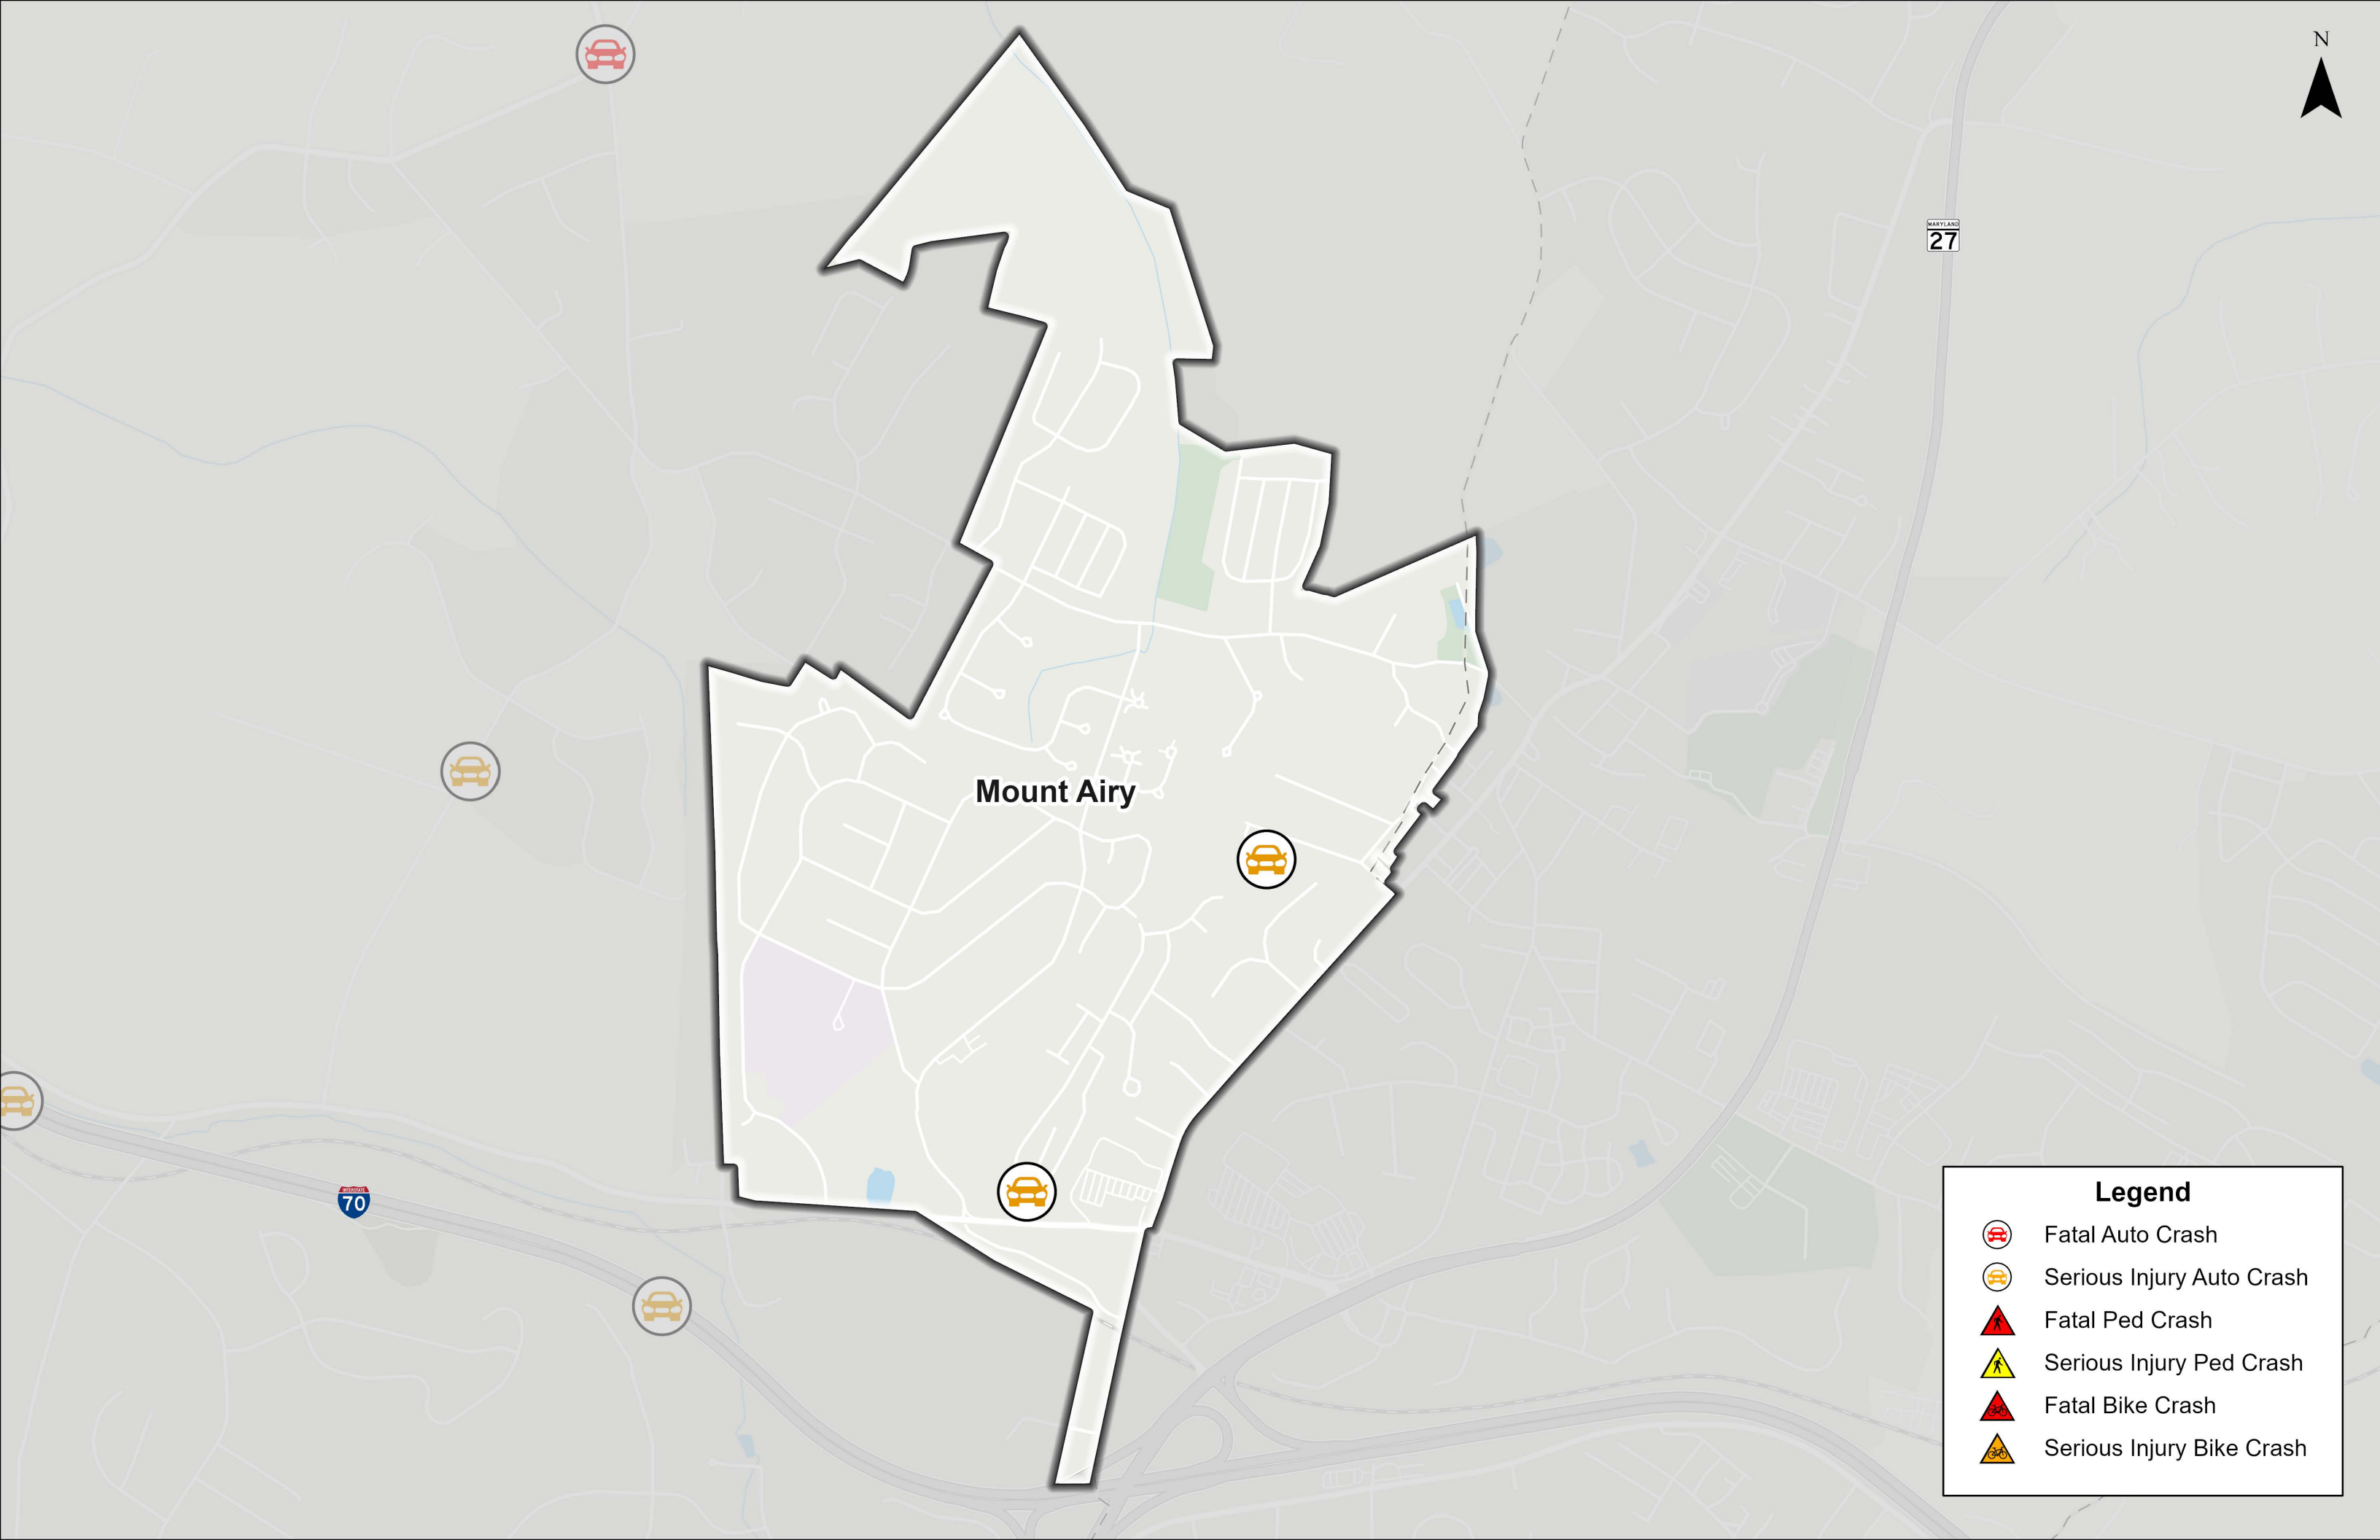 N
MARYLAND
27
Mount Airy
INTERSTATE
70
Legend
Fatal Auto Crash
Serious Injury Auto Crash
Fatal Ped Crash
Serious Injury Ped Crash
Fatal Bike Crash
Serious Injury Bike Crash